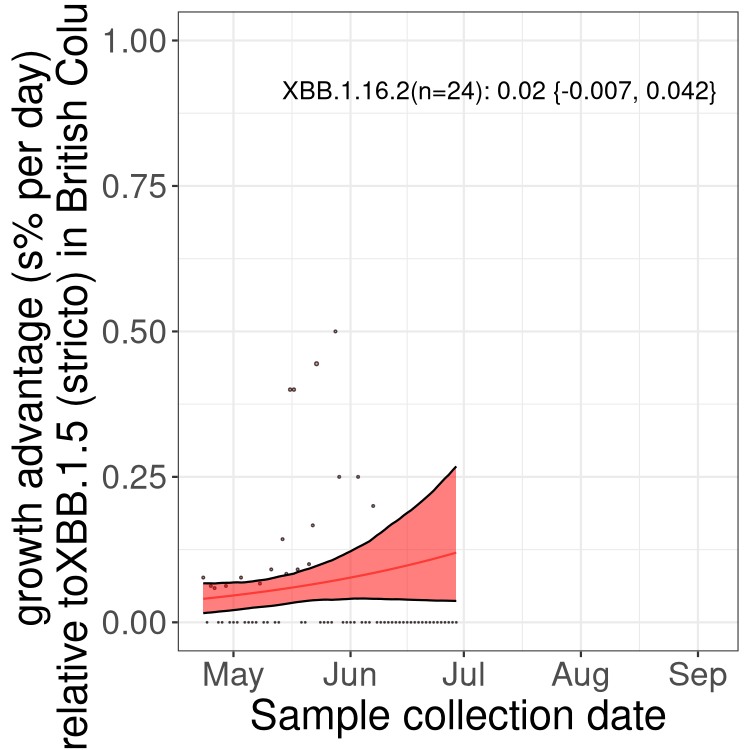 growth advantage (s% per day)
relative toXBB.1.5 (stricto) in British Colu
1.00
0.75
0.50
0.25
0.00
XBB.1.16.2(n=24): 0.02 {-0.007, 0.042}
May Jun Jul Aug Sep
Sample collection date